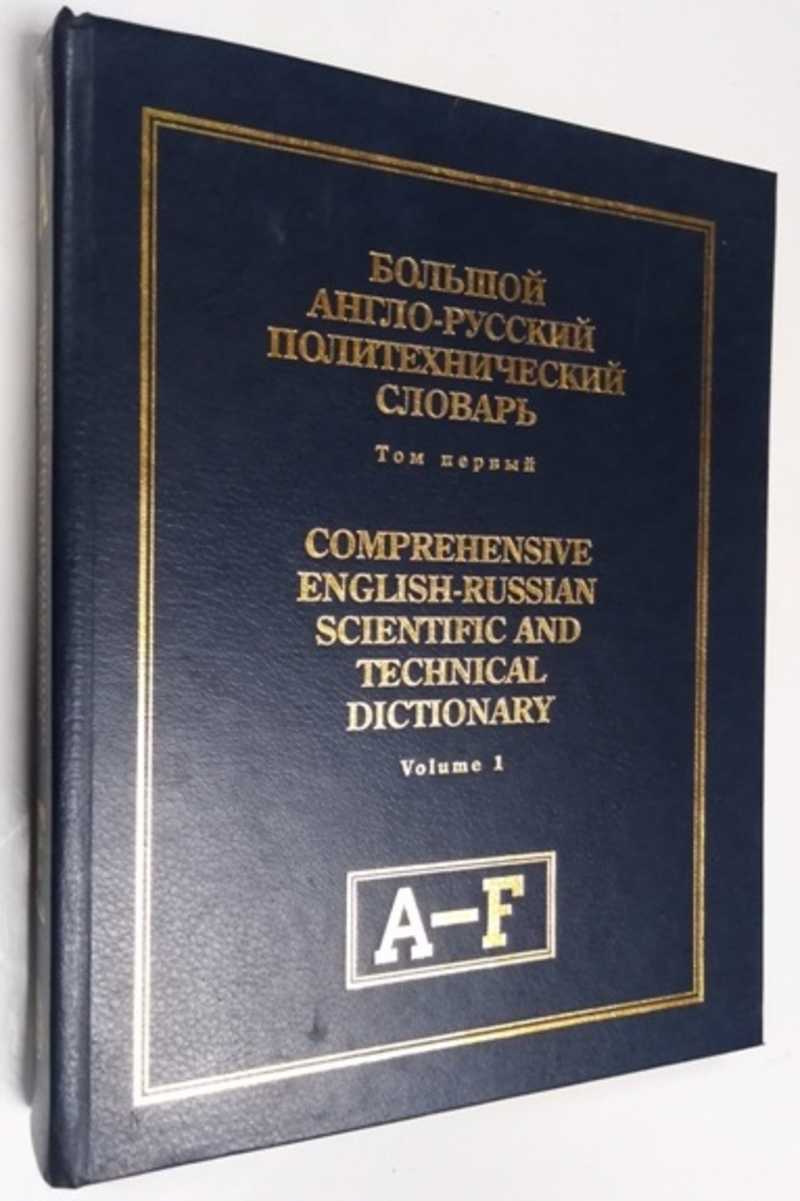 БОЛЬШОЙ
АНГЛО-РУССКИЙ
ПОЛИТЕХНИЧЕСКИЙ
СЛОВАРЬ
Том первый
COMPREHENSIVE
ENGLISH-RUSSIAN
SCIENTIFIC AND
TECHNICAL
DICTIONARY
Volume 1
A–F